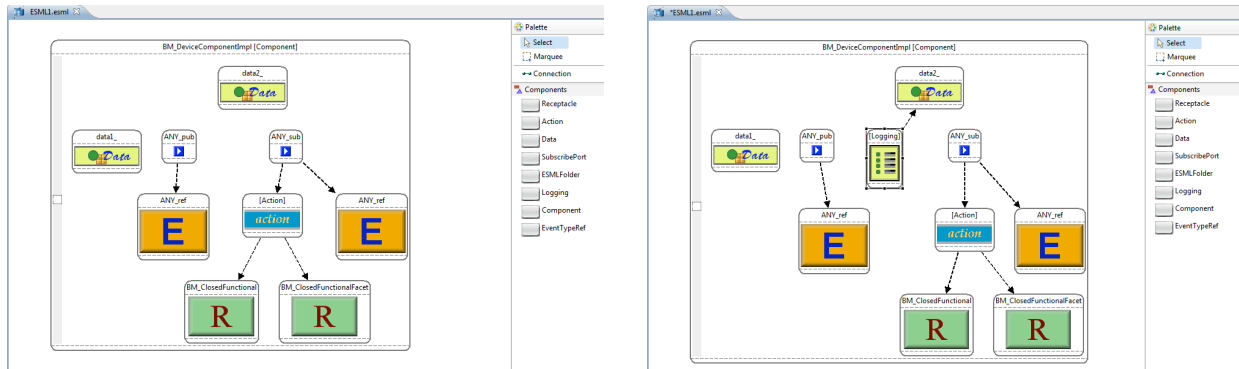 ESML1.esml
BM_DeviceComponentImpl [Component]
data2_
Data
data1_
Data
ANY_pub
ANY_sub
ANY_ref
E
[Action]
action
ANY_ref
E
BM_ClosedFunctional
R
BM_ClosedFunctionalFacet
R
Palette
Select
Marquee
Connection
Components
Receptacle
Action
Data
SubscribePort
ESMLFolder
Logging
Component
EventTypeRef
*ESML1.esml
BM_DeviceComponentImpl [Component]
data2_
Data
data1_
Data
ANY_pub
[Logging]
ANY_sub
ANY_ref
E
[Action]
action
ANY_ref
E
BM_ClosedFunctional
R
BM_ClosedFunctionalFacet
R
Palette
Select
Marquee
Connection
Components
Receptacle
Action
Data
SubscribePort
ESMLFolder
Logging
Component
EventTypeRef